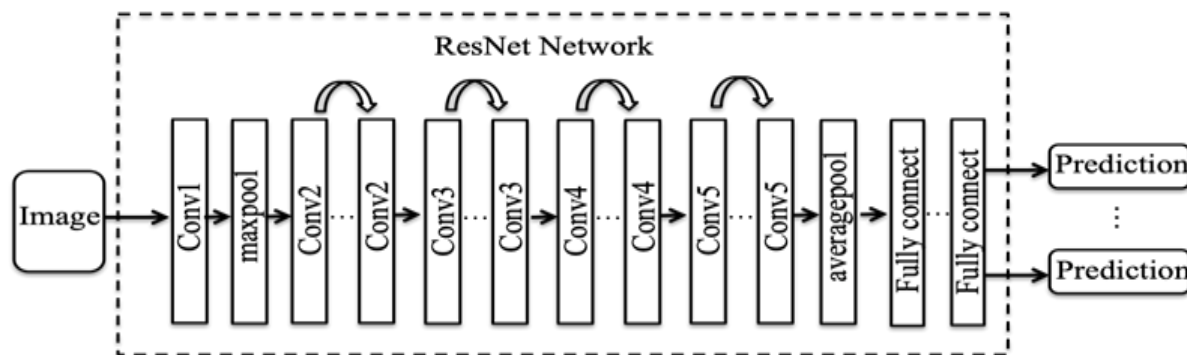 ResNet Network
Image
Conv1
maxpool
Conv2
...
Conv2
Conv3
...
Conv3
Conv4
...
Conv4
Conv5
...
Conv5
averagepool
Fully connect
...
Fully connect
Prediction
...
Prediction